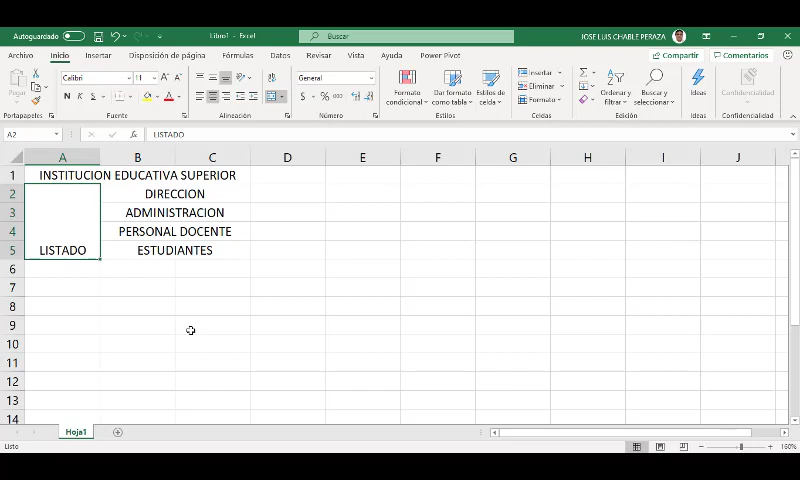 Autoguardado
Libro1 - Excel
Buscar
JOSE LUIS CHABLE PERAZA
Archivo Inicio Insertar Disposición de página Fórmulas Datos Revisar Vista Ayuda Power Pivot Compartir Comentarios
Pegar
Calibri 11
N K S
General
$ % 000
Formato condicional
Dar formato como tabla
Estilos de celda
Insertar
Eliminar
Formato
Ordenar y filtrar
Buscar y seleccionar
Ideas
Confidencialidad
Portapapeles Fuente Alineación Número Estilos Celdas Edición Ideas Confidencialidad
A2 fx LISTADO
A B C D E F G H I J
1 INSTITUCION EDUCATIVA SUPERIOR
2 DIRECCION
3 ADMINISTRACION
4 PERSONAL DOCENTE
5 LISTADO ESTUDIANTES
6
7
8
9
10
11
12
13
14
Hoja1
Listo
160%